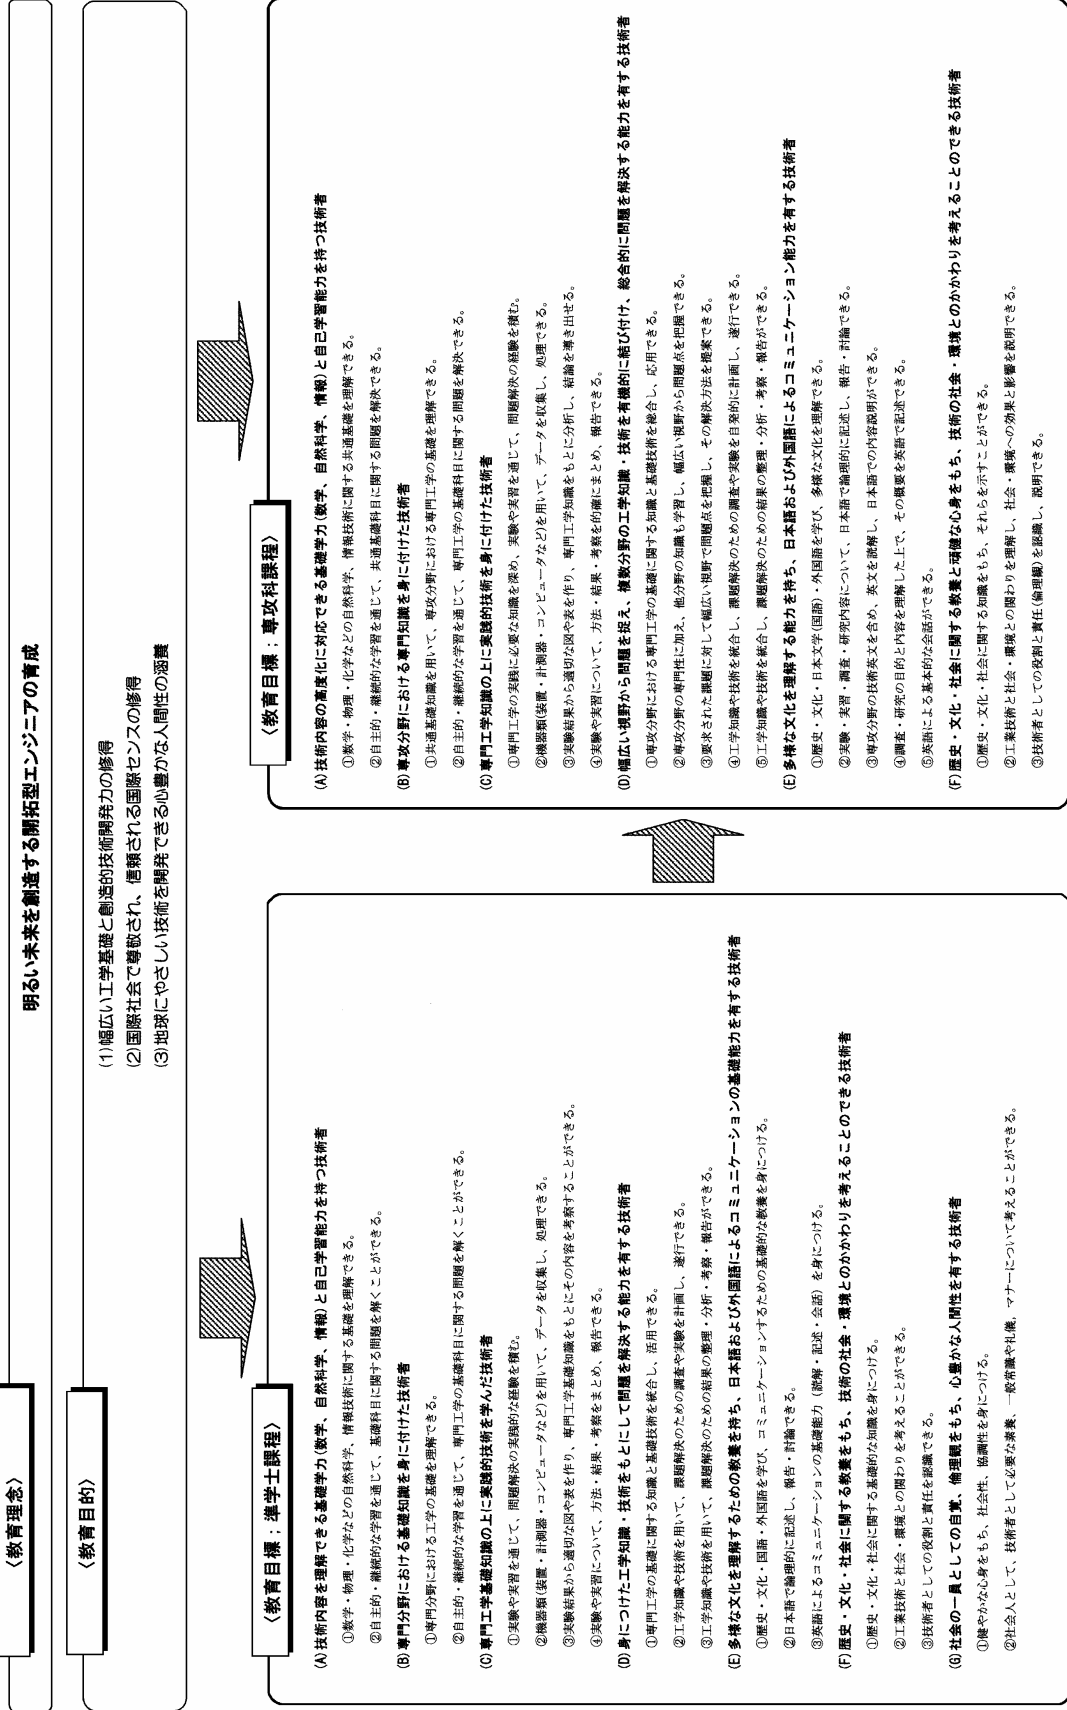 〈教育理念〉
明るい未来を創造する開拓型エンジニアの育成
〈教育目的〉
(1)幅広い工学基礎と創造的技術開発力の修得
(2)国際社会で尊敬され、信頼される国際センスの修得
(3)地球にやさしい技術を開発できる心豊かな人間性の涵養
〈教育目標；準学士課程〉
(A)技術内容を理解できる基礎学力(数学、自然科学、情報)と自己学習能力を持つ技術者
①数学・物理・化学などの自然科学、情報技術に関する基礎を理解できる。
②自主的・継続的な学習を通じて、基礎科目に関する問題を解くことができる。
(B)専門分野における基礎知識を身に付けた技術者
①専門分野における工学の基礎を理解できる。
②自主的・継続的な学習を通じて、専門工学の基礎科目に関する問題を解くことができる。
(C)専門工学基礎知識の上に実践的技術を学んだ技術者
①実験や実習を通じて、問題解決の実践的な経験を積む。
②機器類(装置・計測器・コンピュータなど)を用いて、データを収集し、処理できる。
③実験結果から適切な図や表を作り、専門工学基礎知識をもとにその内容を考察することができる。
④実験や実習について、方法・結果・考察をまとめ、報告できる。
(D)身につけた工学知識・技術をもとにして問題を解決する能力を有する技術者
①専門工学の基礎に関する知識と基礎技術を統合し、活用できる。
②工学知識や技術を用いて、課題解決のための調査や実験を計画し、遂行できる。
③工学知識や技術を用いて、課題解決のための結果の整理・分析・考察・報告ができる。
(E)多様な文化を理解するための教養を持ち、日本語および外国語によるコミュニケーションの基礎能力を有する技術者
①歴史・文化・国語・外国語を学び、コミュニケーションするための基礎的な教養を身につける。
②日本語で論理的に記述し、報告・討論できる。
③英語によるコミュニケーションの基礎能力（読解・記述・会話）を身につける。
(F)歴史・文化・社会に関する教養をもち、技術の社会・環境とのかかわりを考えることのできる技術者
①歴史・文化・社会に関する基礎的な知識を身につける。
②工業技術と社会・環境との関わりを考えることができる。
③技術者としての役割と責任を認識できる。
(G)社会の一員としての自覚、倫理観をもち、心豊かな人間性を有する技術者
①健やかな心身をもち、社会性、協調性を身につける。
②社会人として、技術者として必要な素養、一般常識や礼儀、マナーについて考えることができる。
〈教育目標；専攻科課程〉
(A)技術内容の高度化に対応できる基礎学力(数学、自然科学、情報)と自己学習能力を持つ技術者
①数学・物理・化学などの自然科学、情報技術に関する共通基礎を理解できる。
②自主的・継続的な学習を通じて、共通基礎科目に関する問題を解決できる。
(B)専攻分野における専門知識を身に付けた技術者
①共通基礎知識を用いて、専攻分野における専門工学の基礎を理解できる。
②自主的・継続的な学習を通じて、専門工学の基礎科目に関する問題を解決できる。
(C)専門工学知識の上に実践的技術を身に付けた技術者
①専門工学の実践に必要な知識を深め、実験や実習を通じて、問題解決の経験を積む。
②機器類(装置・計測器・コンピュータなど)を用いて、データを収集し、処理できる。
③実験結果から適切な図や表を作り、専門工学知識をもとに分析し、結論を導き出せる。
④実験や実習について、方法・結果・考察を的確にまとめ、報告できる。
(D)幅広い視野から問題を捉え、複数分野の工学知識・技術を有機的に結び付け、総合的に問題を解決する能力を有する技術者
①専攻分野における専門工学の基礎に関する知識と基礎技術を統合し、応用できる。
②専攻分野の専門性に加え、他分野の知識も学習し、幅広い視野から問題点を把握できる。
③要求された課題に対して幅広い視野で問題点を把握し、その解決方法を提案できる。
④工学知識や技術を統合し、課題解決のための調査や実験を自発的に計画し、遂行できる。
⑤工学知識や技術を統合し、課題解決のための結果の整理・分析・考察・報告ができる。
(E)多様な文化を理解する能力を持ち、日本語および外国語によるコミュニケーション能力を有する技術者
①歴史・文化・日本文学(国語)・外国語を学び、多様な文化を理解できる。
②実験・実習・調査・研究内容について、日本語で論理的に記述し、報告・討論できる。
③専攻分野の技術英文を含め、英文を読解し、日本語での内容説明ができる。
④調査・研究の目的と内容を理解した上で、その概要を英語で記述できる。
⑤英語による基本的な会話ができる。
(F)歴史・文化・社会に関する教養と頑健な心身をもち、技術の社会・環境とのかかわりを考えることのできる技術者
①歴史・文化・社会に関する知識をもち、それらを示すことができる。
②工業技術と社会・環境との関わりを理解し、社会・環境への効果と影響を説明できる。
③技術者としての役割と責任(倫理観)を認識し、説明できる。